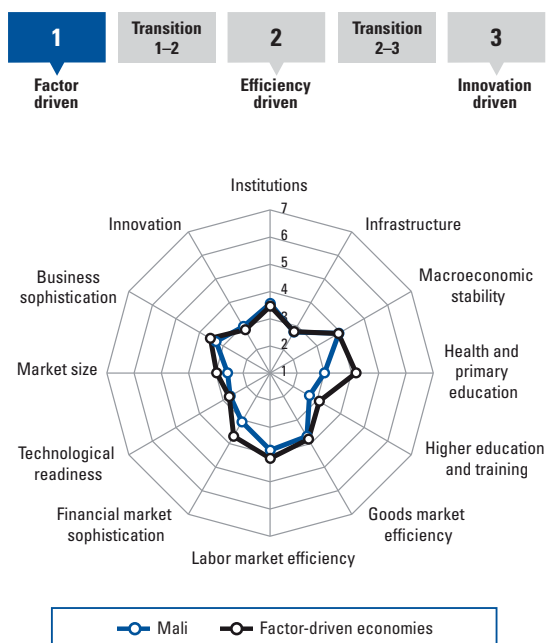 1
Transition
1–2
2
Transition
2–3
3
Factor
driven
Efficiency
driven
Innovation
driven
Institutions
7
Innovation
Infrastructure
6
5
Business
sophistication
Macroeconomic
stability
4
3
2
Market size
1
Health and
primary
education
Technological
readiness
Higher education
and training
Financial market
sophistication
Goods market
efficiency
Labor market efficiency
Mali
Factor-driven economies